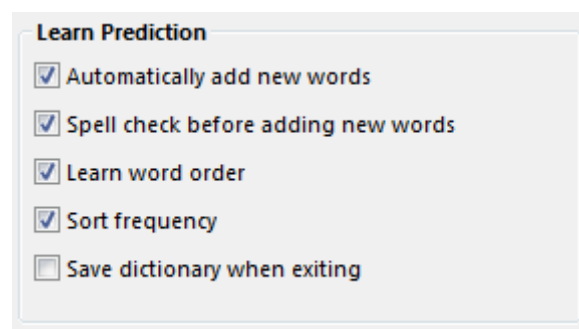 Learn Prediction
Automatically add new words
Spell check before adding new words
Learn word order
Sort frequency
Save dictionary when exiting